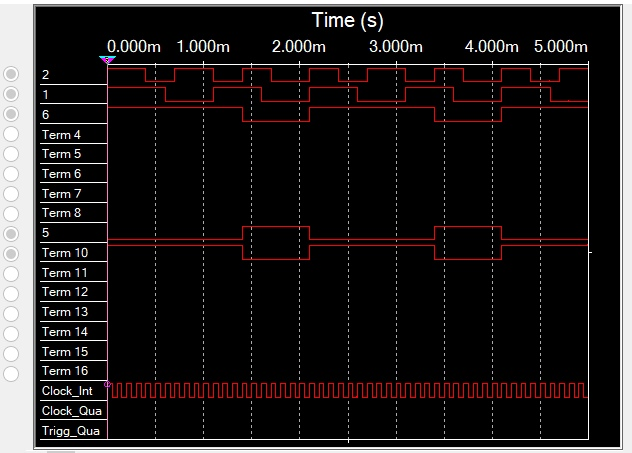 Time (s)
0.000m 1.000m 2.000m 3.000m 4.000m 5.000m
2
1
6
Term 4
Term 5
Term 6
Term 7
Term 8
5
Term 10
Term 11
Term 12
Term 13
Term 14
Term 15
Term 16
Clock_Int
Clock_Qua
Trigg_Qua